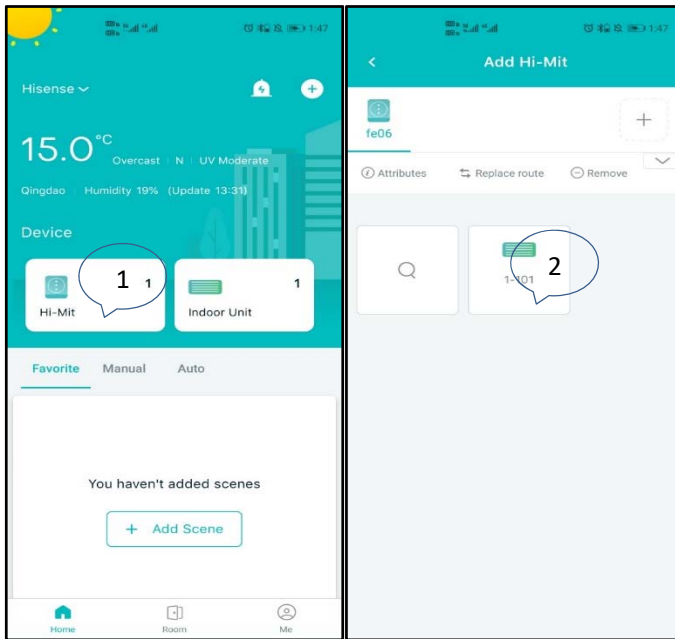 1:47
Hisense
15.0°C
Overcast | N | UV Moderate
Qingdao | Humidity 19% (Update 13:31)
Device
1 1
Hi-Mit
1
Indoor Unit
Favorite Manual Auto
You haven't added scenes
+ Add Scene
Home Room Me
1:47
< Add Hi-Mit
fe06
+
Attributes Replace route Remove
2
1-101